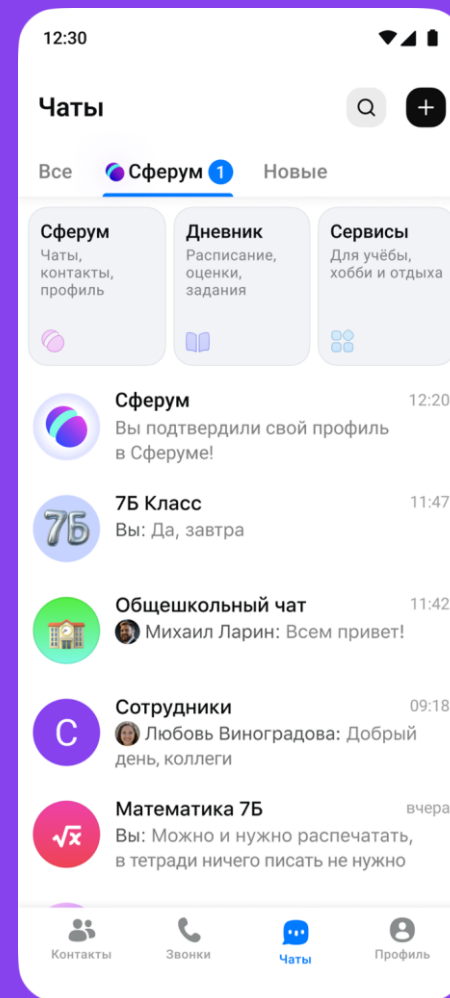 12:30
Чаты
Все Сферум 1 Новые
Сферум Дневник Сервисы
Чаты, Расписание, Для учёбы,
контакты, оценки, хобби и отдыха
профиль задания
Сферум 12:20
Вы подтвердили свой профиль
в Сферуме!
7Б
7Б Класс 11:47
Вы: Да, завтра
Общешкольный чат 11:42
Михаил Ларин: Всем привет!
С
Сотрудники 09:18
Любовь Виноградова: Добрый
день, коллеги
√x
Математика 7Б вчера
Вы: Можно и нужно распечатать,
в тетради ничего писать не нужно
Контакты Звонки Чаты Профиль